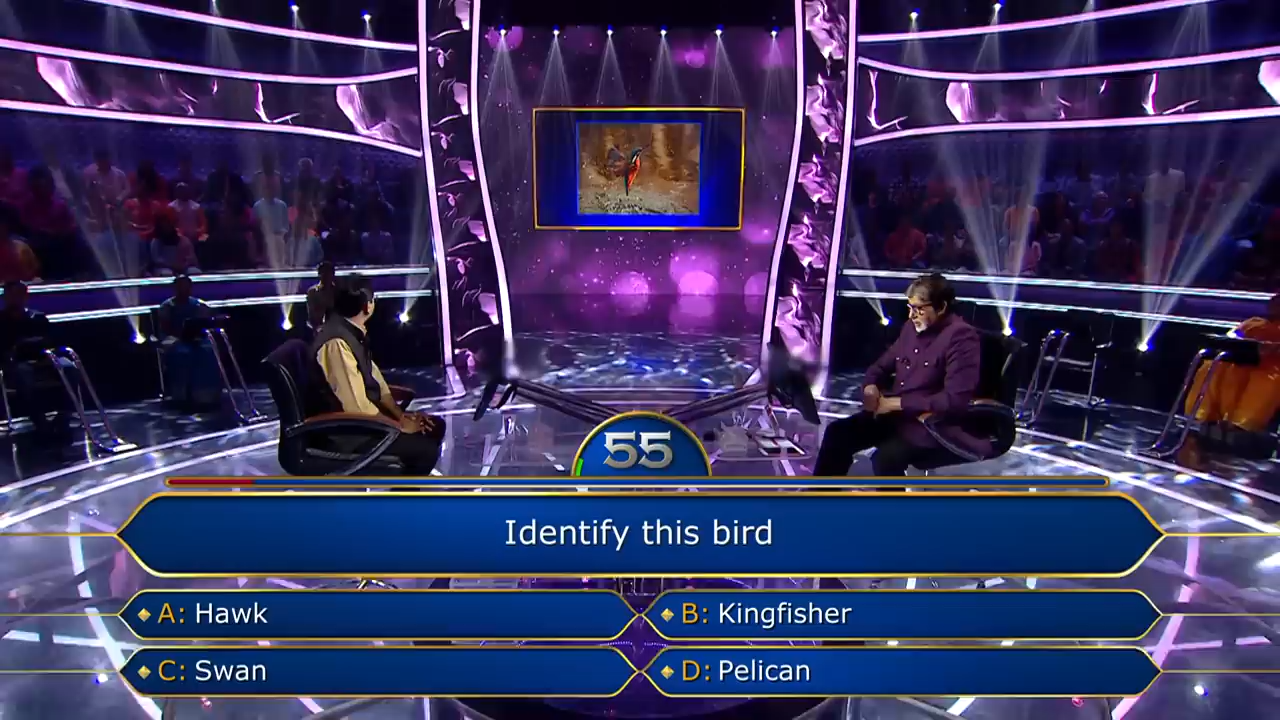 55
Identify this bird
A: Hawk
B: Kingfisher
C: Swan
D: Pelican